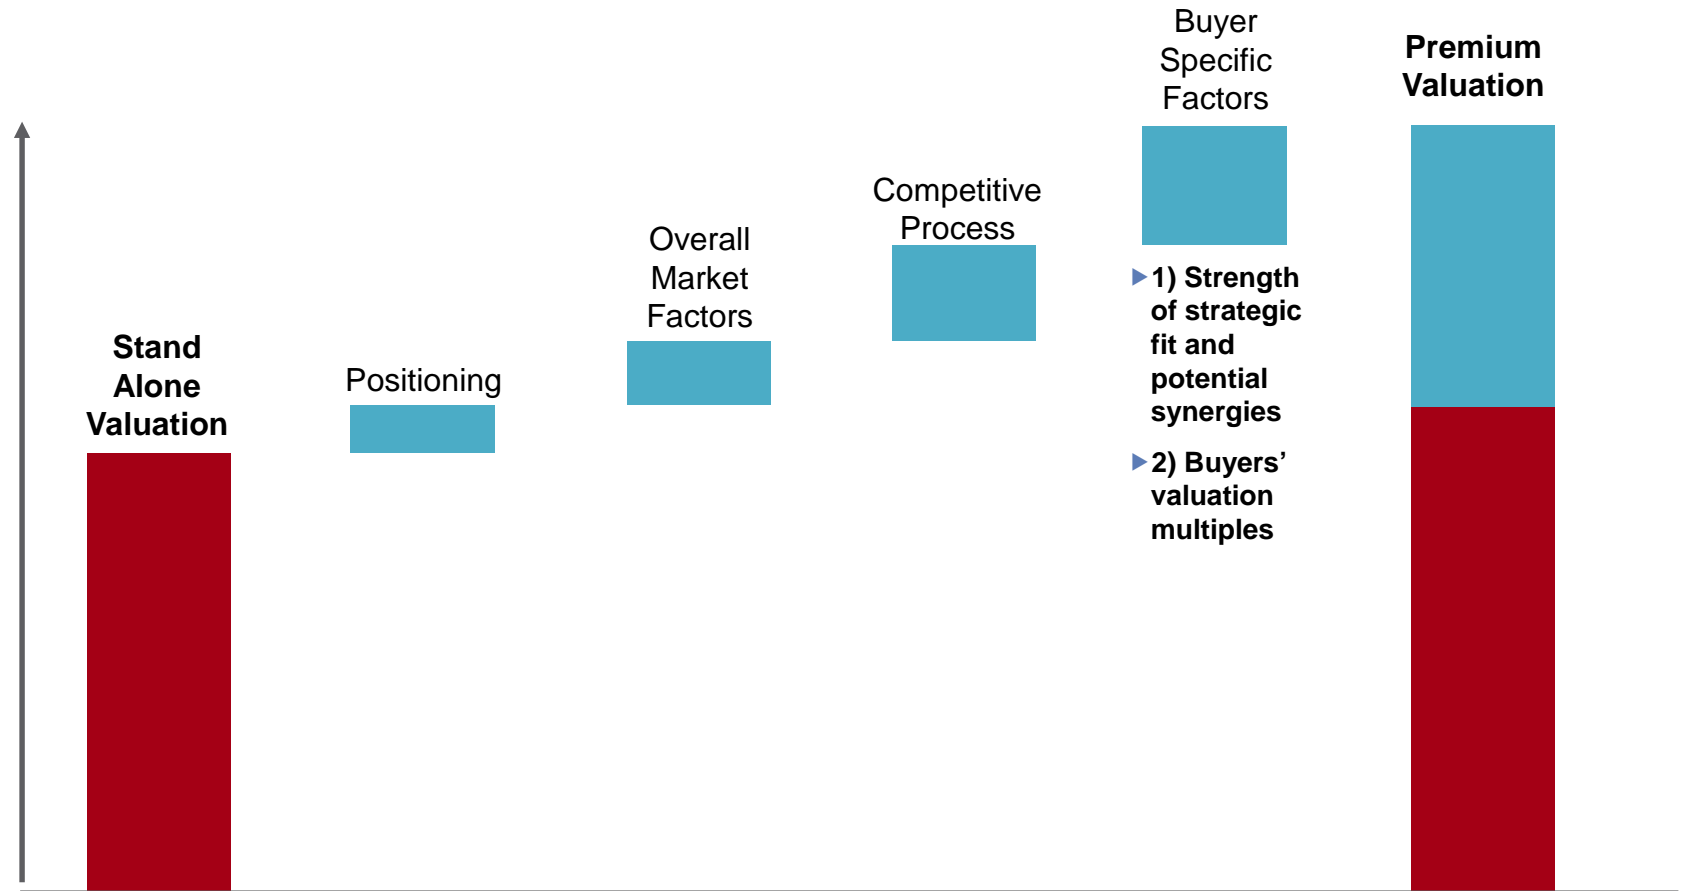 Stand
Alone
Valuation
Positioning
Overall
Market
Factors
Competitive
Process
Buyer
Specific
Factors
1) Strength
of strategic
fit and
potential
synergies
2) Buyers’
valuation
multiples
Premium
Valuation